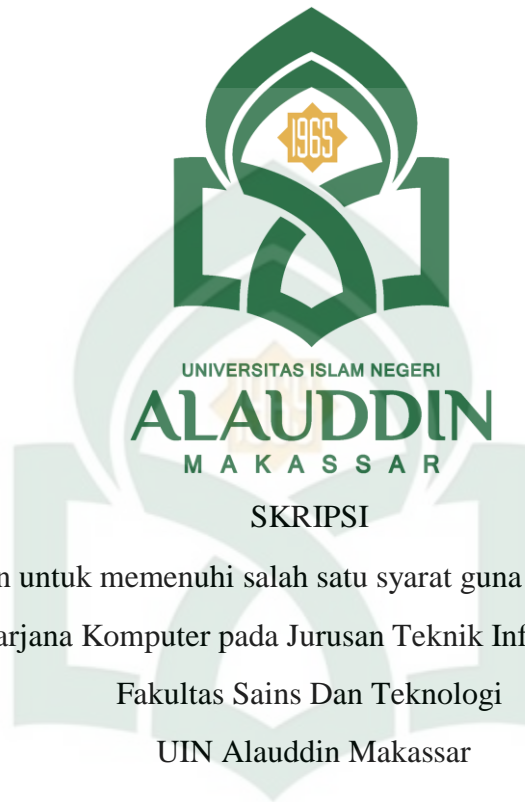 1965
UNIVERSITAS ISLAM NEGERI
ALAUDDIN
MAKASSAR
SKRIPSI
n untuk memenuhi salah satu syarat guna
arjana Komputer pada Jurusan Teknik Inf
Fakultas Sains Dan Teknologi
UIN Alauddin Makassar